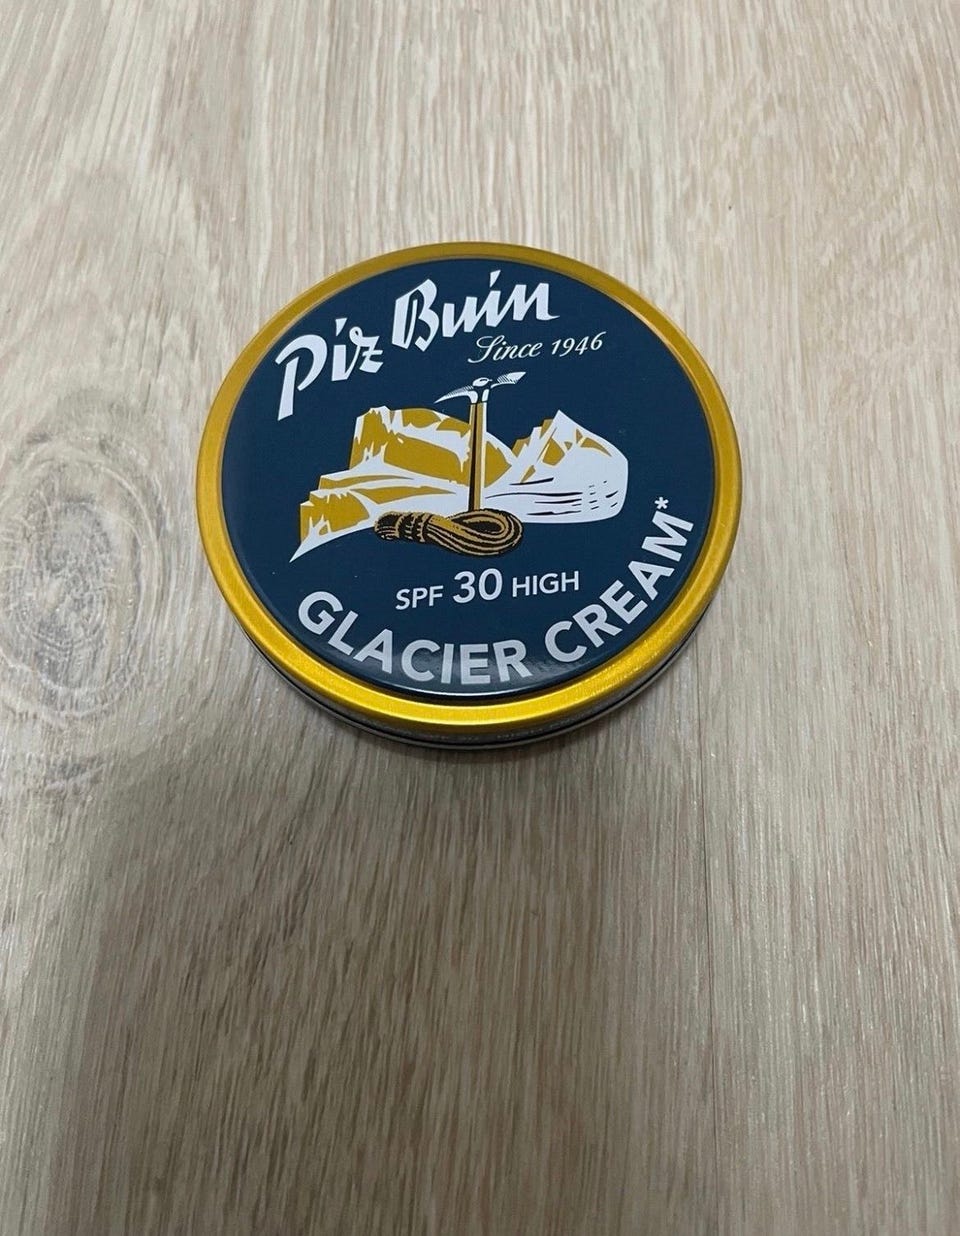 Piz Buin
Since 1946
SPF 30 HIGH
GLACIER CREAM*